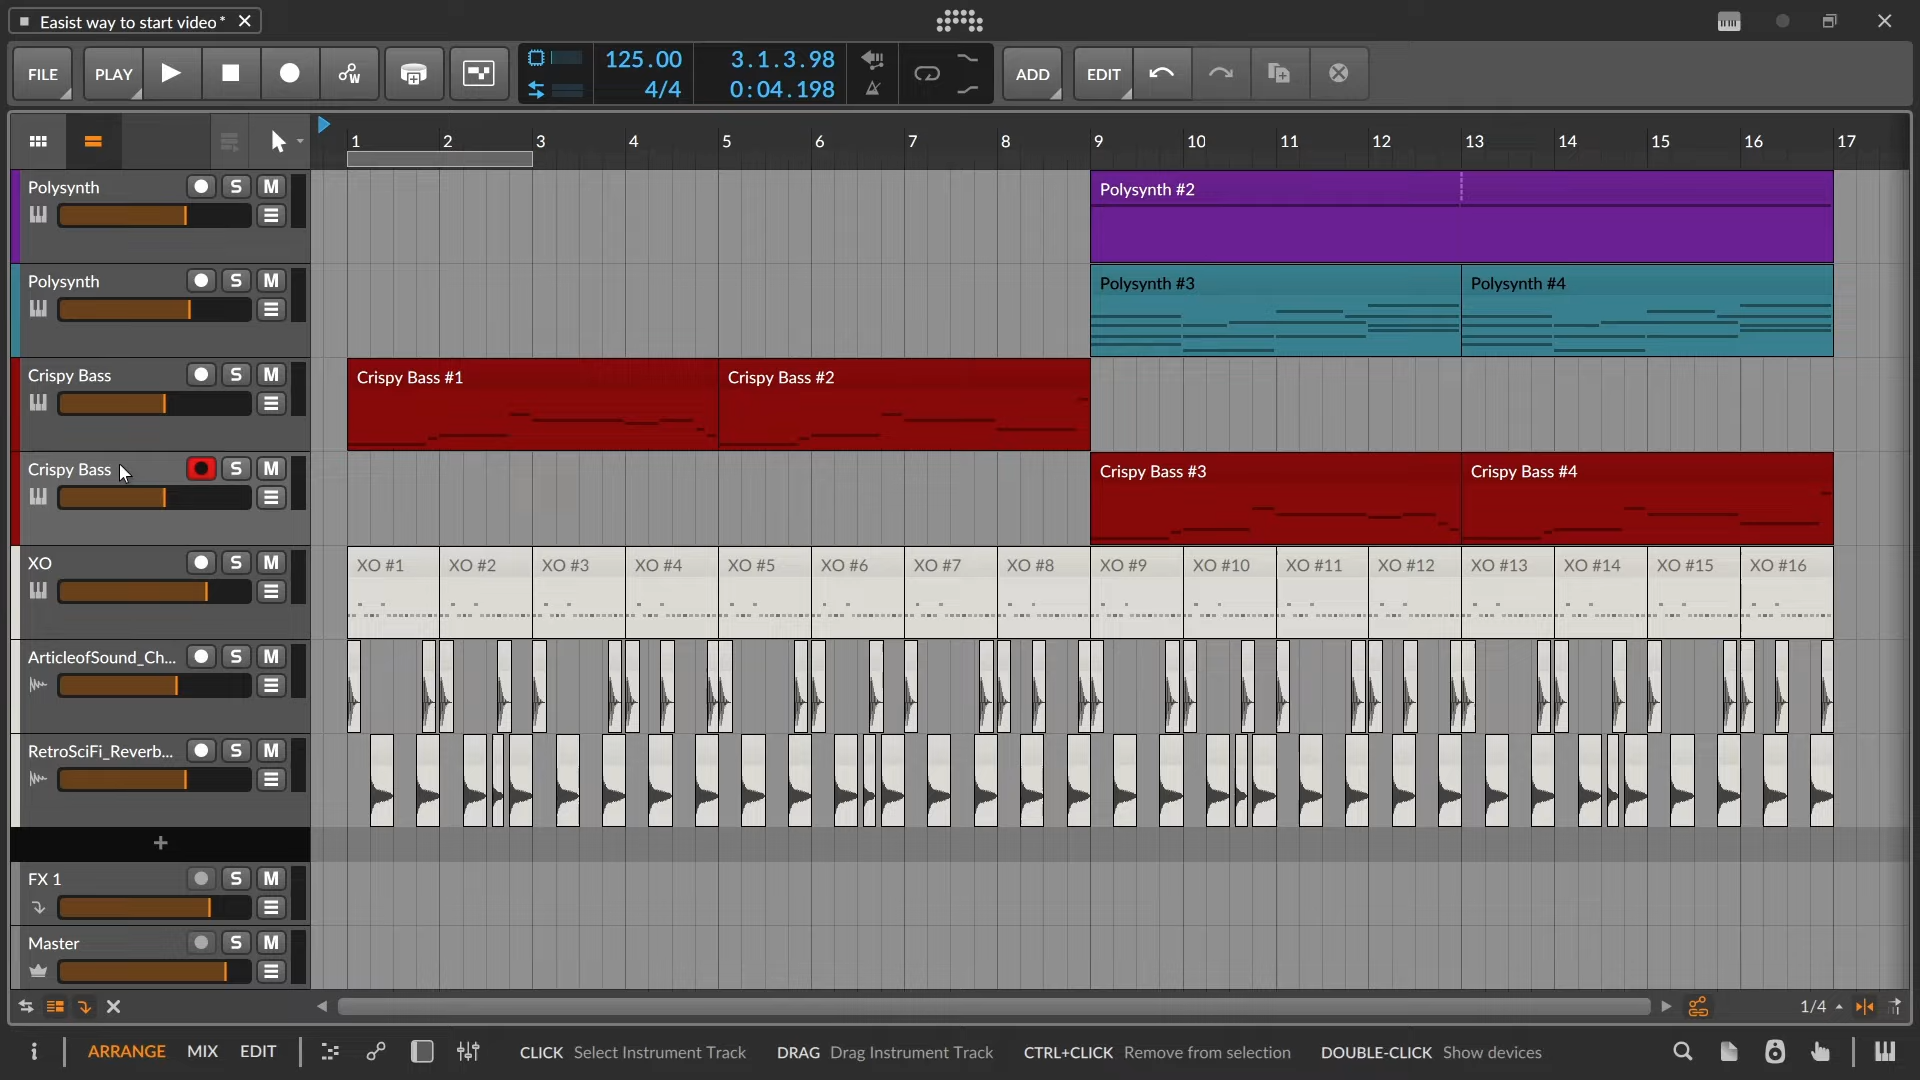 Easist way to start video*
FILE
PLAY
125.00
3.1.3.98
4/4
0:04.198
ADD
EDIT
1 2 3 4 5 6 7 8 9 10 11 12 13 14 15 16 17
Polysynth S M
Polysynth #2
Polysynth S M
Polysynth #3
Polysynth #4
Crispy Bass S M
Crispy Bass #1
Crispy Bass #2
Crispy Bass S M
Crispy Bass #3
Crispy Bass #4
XO S M
XO #1 XO #2 XO #3 XO #4 XO #5 XO #6 XO #7 XO #8 XO #9 XO #10 XO #11 XO #12 XO #13 XO #14 XO #15 XO #16
ArticleofSound_Ch... S M
RetroSciFi_Reverb... S M
+
FX 1 S M
Master S M
1/4
ARRANGE MIX EDIT
CLICK Select Instrument Track
DRAG Drag Instrument Track
CTRL+CLICK Remove from selection
DOUBLE-CLICK Show devices